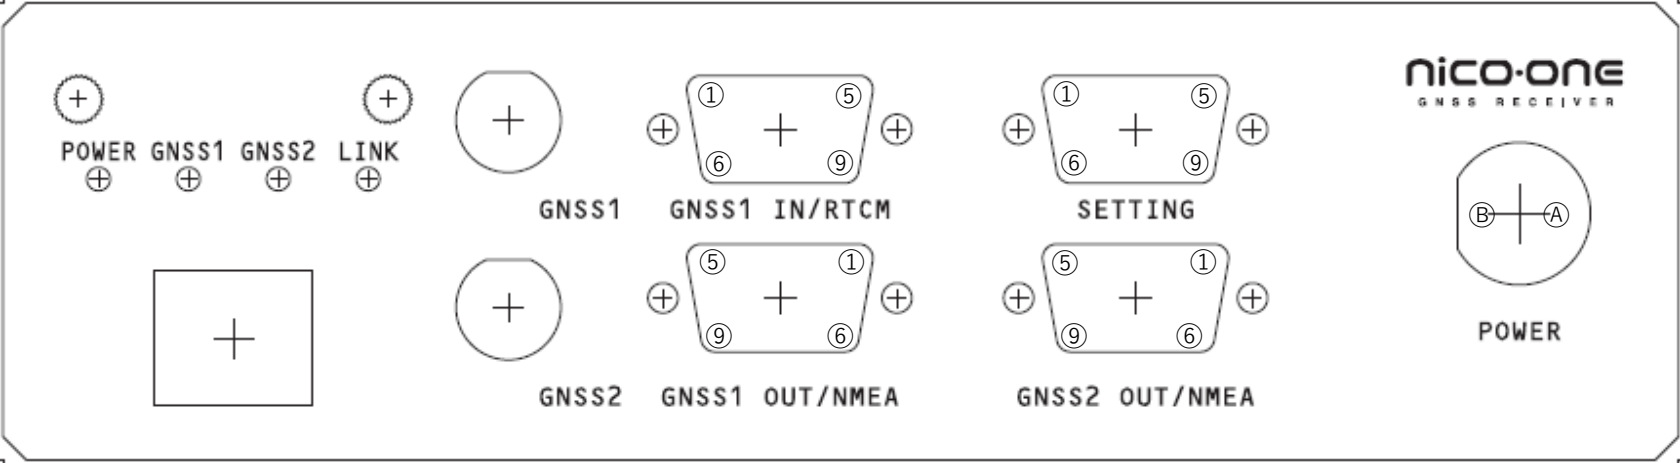 nico-one
GNSS RECEIVER
POWER GNSS1 GNSS2 LINK
① ⑤
⑥ ⑨
① ⑤
⑥ ⑨
GNSS1 GNSS1 IN/RTCM SETTING
Ⓑ Ⓐ
⑤ ①
⑨ ⑥
⑤ ①
⑨ ⑥
POWER
GNSS2 GNSS1 OUT/NMEA GNSS2 OUT/NMEA